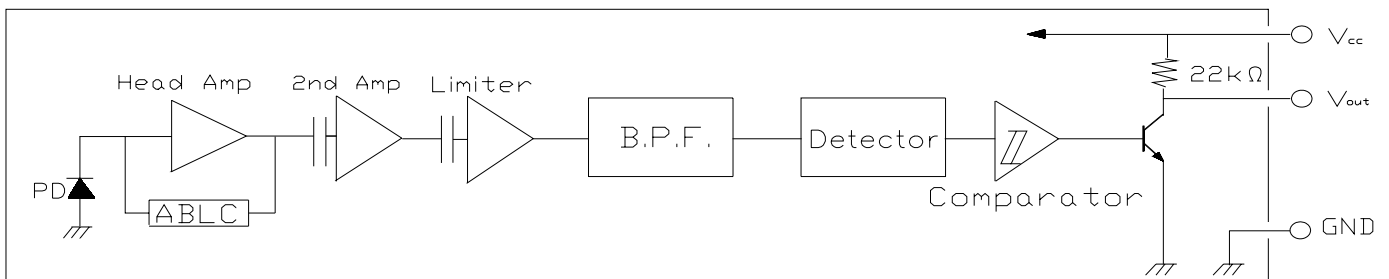 Head Amp
2nd Amp
Limiter
Vcc
22kΩ
Vout
B.P.F.
Detector
PD
ABLC
Comparator
GND